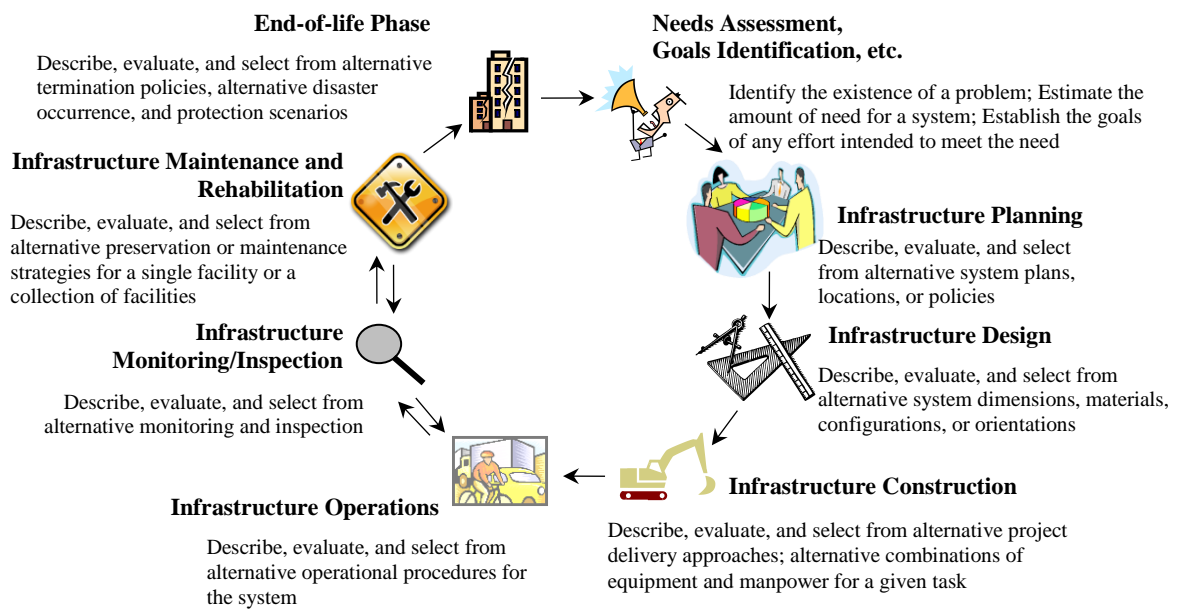 End-of-life Phase
Describe, evaluate, and select from alternative
termination policies, alternative disaster
occurrence, and protection scenarios
Needs Assessment,
Goals Identification, etc.
Identify the existence of a problem; Estimate the
amount of need for a system; Establish the goals
of any effort intended to meet the need
Infrastructure Planning
Describe, evaluate, and select
from alternative system plans,
locations, or policies
Infrastructure Design
Describe, evaluate, and select from
alternative system dimensions, materials,
configurations, or orientations
Infrastructure Construction
Describe, evaluate, and select from alternative project
delivery approaches; alternative combinations of
equipment and manpower for a given task
Infrastructure Operations
Describe, evaluate, and select from
alternative operational procedures for
the system
Infrastructure
Monitoring/Inspection
Describe, evaluate, and select from
alternative monitoring and inspection
Infrastructure Maintenance and
Rehabilitation
Describe, evaluate, and select from
alternative preservation or maintenance
strategies for a single facility or a
collection of facilities